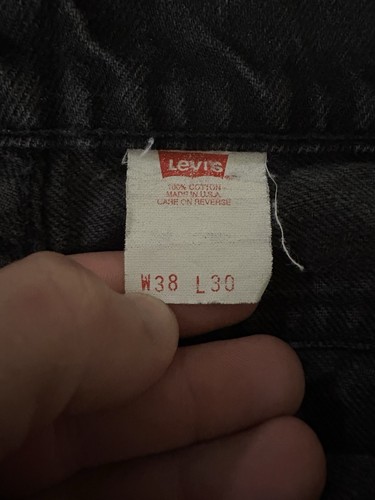 LEVI'S
100% COTTON
MADE IN U.S.A.
CARE ON REVERSE
W38 L30